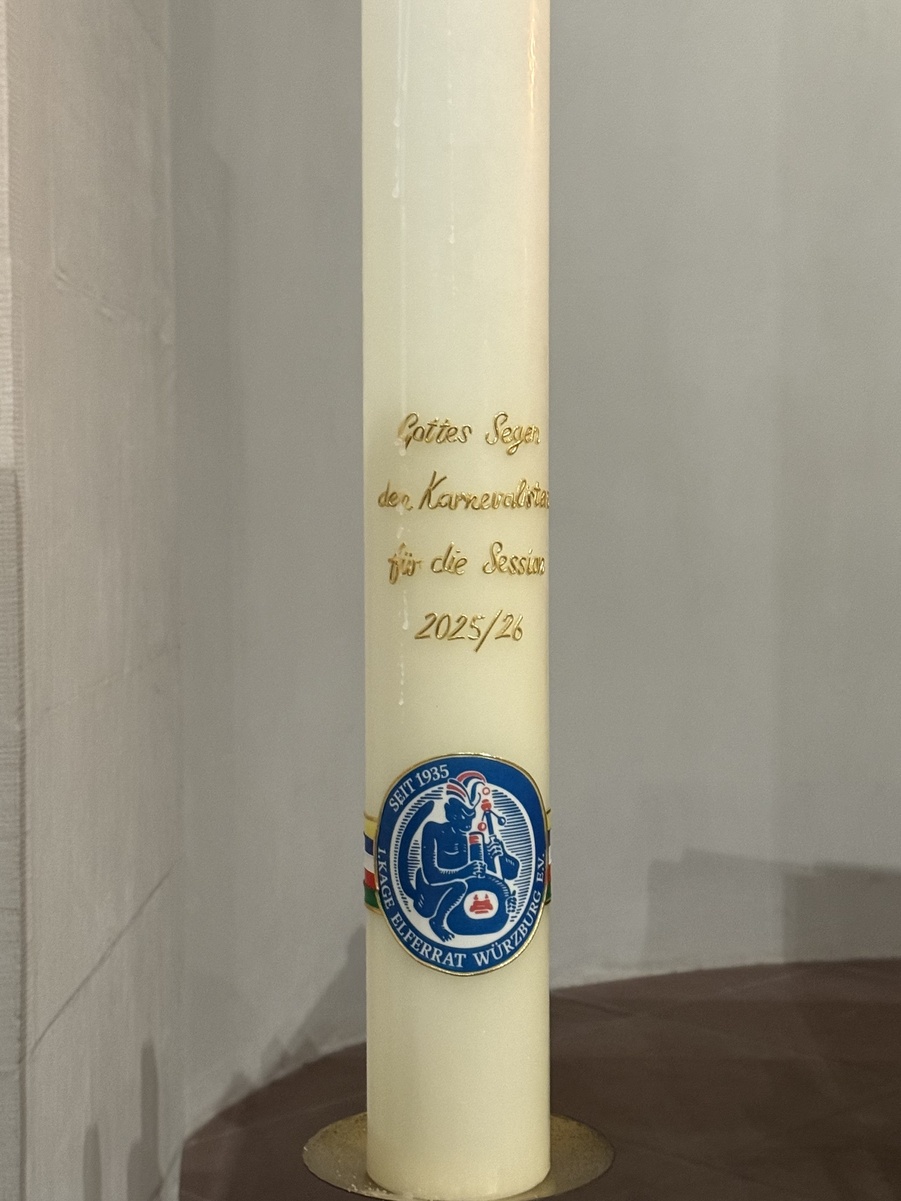 Gottes Segen
den Karnevalisten
für die Session
2025/26
SEIT 1935
1. KAGE ELFERRAT WÜRZBURG E.V.